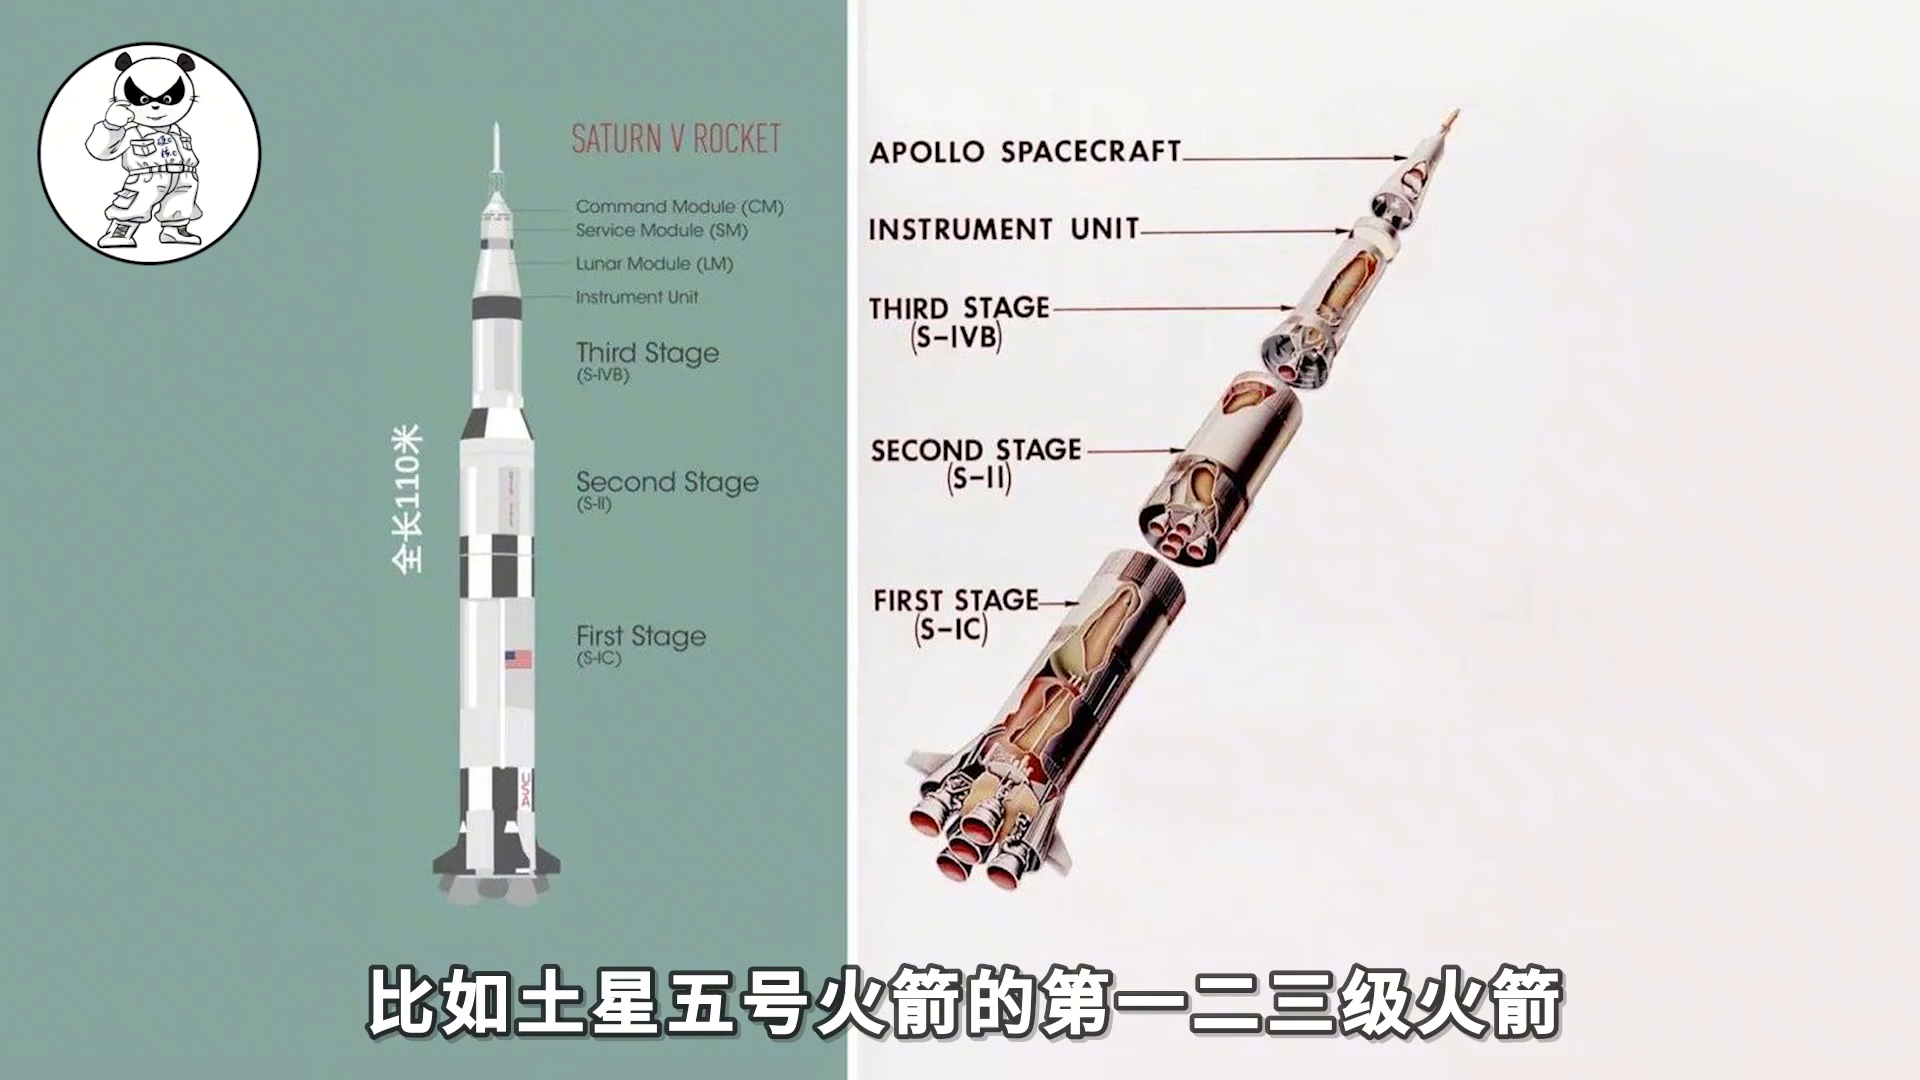 SATURN V ROCKET
Command Module (CM)
Service Module (SM)
Lunar Module (LM)
Instrument Unit
Third Stage
(S-IVB)
全长110米
Second Stage
(S-II)
First Stage
(S-IC)
USA
APOLLO SPACECRAFT
INSTRUMENT UNIT
THIRD STAGE
(S-IVB)
SECOND STAGE
(S-II)
FIRST STAGE
(S-IC)
比如土星五号火箭的第一二三级火箭